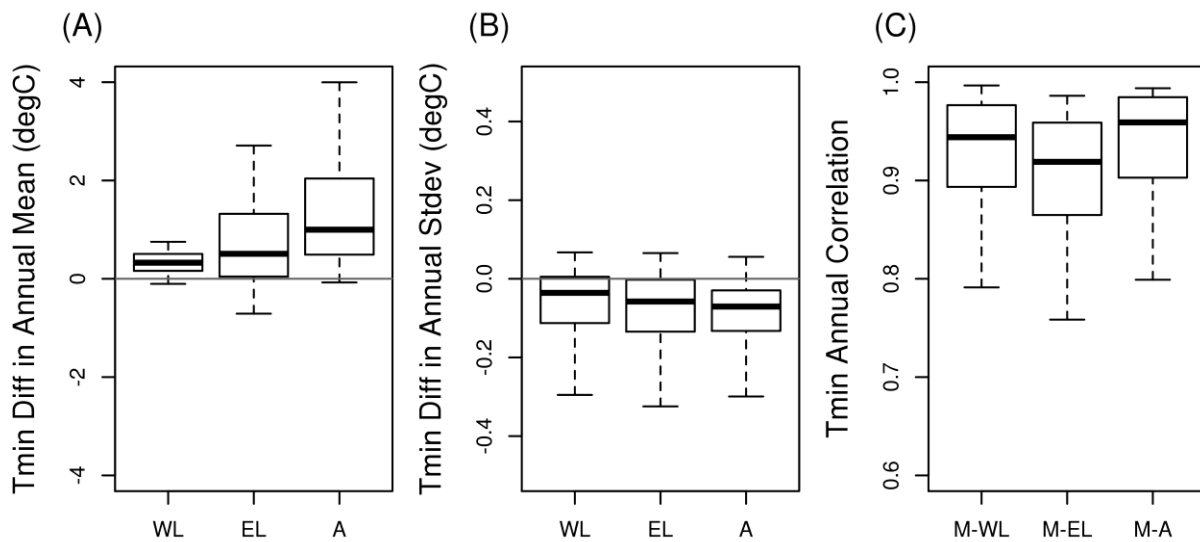 (A)
Tmin Diff in Annual Mean (degC)
4
2
0
-2
-4
WL EL A
(B)
Tmin Diff in Annual Stdev (degC)
0.4
0.2
0.0
-0.2
-0.4
WL EL A
(C)
Tmin Annual Correlation
1.0
0.9
0.8
0.7
0.6
M-WL M-EL M-A